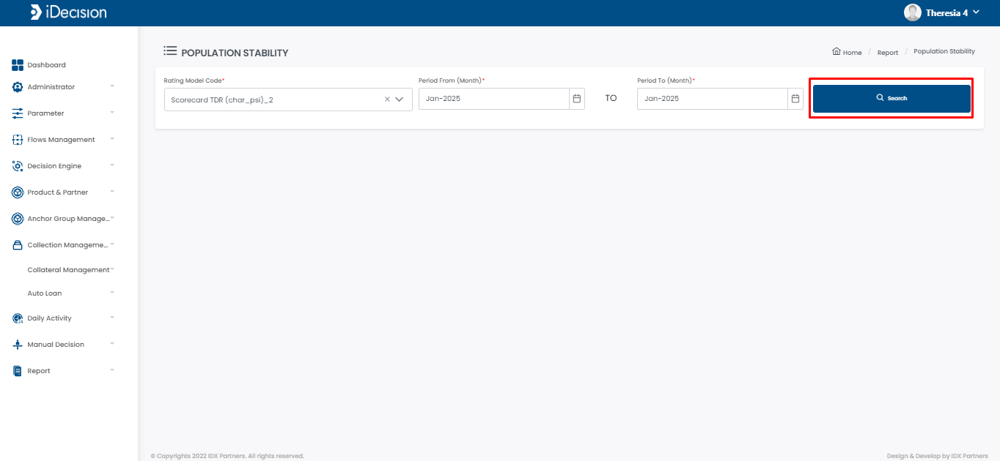 iDecision
Theresia 4
POPULATION STABILITY
Home / Report / Population Stability
Rating Model Code*
Period From (Month)*
Period To (Month)*
Scorecard TDR (char_psi)_2
Jan-2025
TO
Jan-2025
Search
Dashboard
Administrator
Parameter
Flows Management
Decision Engine
Product & Partner
Anchor Group Manage...
Collection Manageme...
Collateral Management
Auto Loan
Daily Activity
Manual Decision
Report
© Copyrights 2022 IDX Partners. All rights reserved.
Design & Develop by IDX Partners